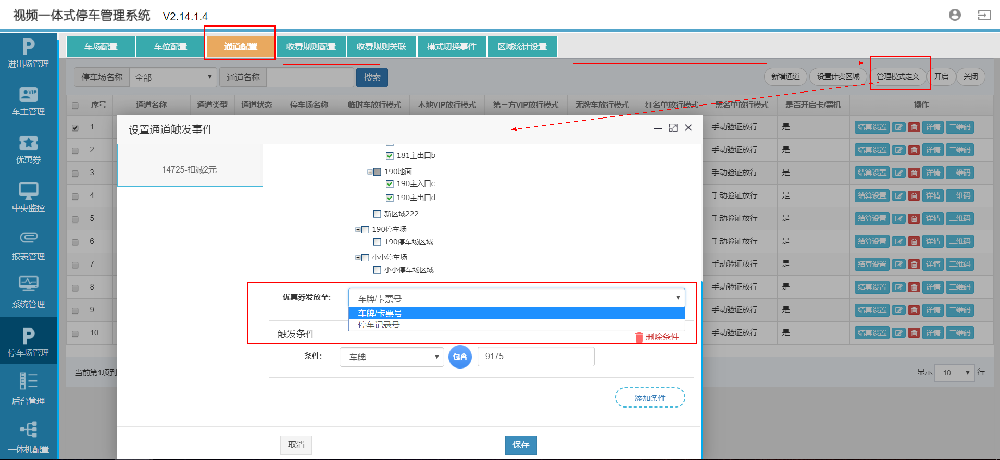 视频一体式停车管理系统 V2.14.1.4
车场配置 车位配置 通道配置 收费规则配置 收费规则关联 模式切换事件 区域统计设置
停车场名称 全部 通道名称 搜索 新增通道 设置计费区域 管理模式定义 开启 关闭
序号 通道名称 通道类型 通道状态 停车场名称 临时车放行模式 本地VIP放行模式 第三方VIP放行模式 无牌车放行模式 红名单放行模式 黑名单放行模式 是否开启卡/票机 操作
1 手动验证放行 是 结算设置 详情 二维码
2 手动验证放行 是 结算设置 详情 二维码
3 手动验证放行 是 结算设置 详情 二维码
4 手动验证放行 是 结算设置 详情 二维码
5 手动验证放行 是 结算设置 详情 二维码
6 手动验证放行 是 结算设置 详情 二维码
7 手动验证放行 是 结算设置 详情 二维码
8 手动验证放行 是 结算设置 详情 二维码
9 手动验证放行 是 结算设置 详情 二维码
10 手动验证放行 是 结算设置 详情 二维码
当前第1项到
显示 10 行
P
进出场管理
VIP
车主管理
优惠券
中央监控
报表管理
系统管理
P
停车场管理
后台管理
一体机配置
设置通道触发事件
14725-扣减2元
181主出口b
190地面
190主入口c
190主出口d
新区域222
190停车场
190停车场区域
小小停车场
小小停车场区域
优惠券发放至: 车牌/卡票号
车牌/卡票号
停车记录号
触发条件 删除条件
条件: 车牌 包含 9175
添加条件
取消 保存